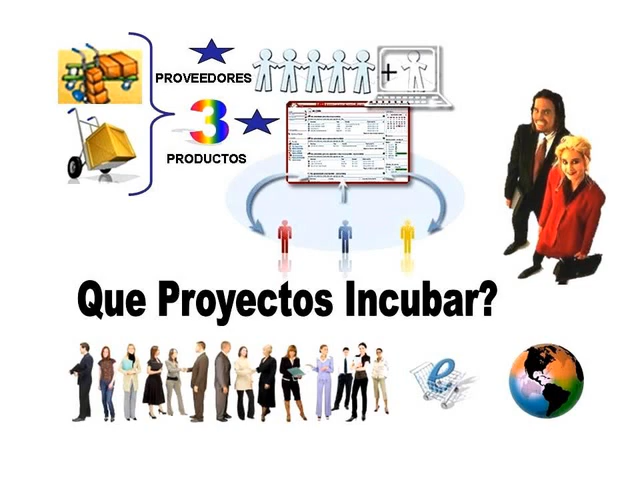 PROVEEDORES
+
3
PRODUCTOS
Que Proyectos Incubar?
e